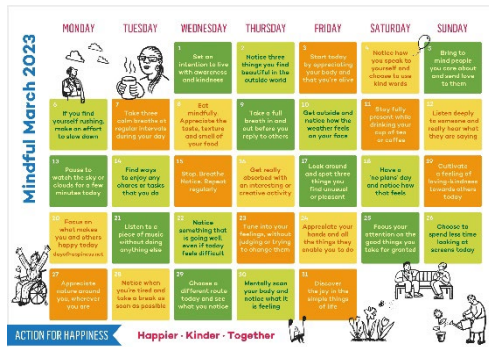 MONDAY TUESDAY WEDNESDAY THURSDAY FRIDAY SATURDAY SUNDAY
Mindful March 2023
1
Set an
intention to live
with awareness
and kindness
2
Notice three
things you find
beautiful in the
outside world
3
Start today
by appreciating
your body and
that you're alive
4
Notice how
you speak to
yourself and
choose to use
kind words
5
Bring to
mind people
you care about
and send love
to them
6
If you find
yourself rushing,
make an effort
to slow down
7
Take three
calm breaths at
regular intervals
during your day
8
Eat
mindfully.
Appreciate the
taste, texture
and smell of
your food
9
Take a full
breath in and
out before you
reply to others
10
Get outside and
notice how the
weather feels
on your face
11
Stay fully
present while
drinking your
cup of tea
or coffee
12
Listen deeply
to someone and
really hear what
they are saying
13
Pause to
watch the sky or
clouds for a few
minutes today
14
Find ways
to enjoy any
chores or tasks
that you do
15
Stop. Breathe.
Notice. Repeat
regularly
16
Get really
absorbed with
an interesting or
creative activity
17
Look around
and spot three
things you find
unusual
or pleasant
18
Have a
'no plans' day
and notice how
that feels
19
Cultivate
a feeling of
loving-kindness
towards others
today
20
Focus on
what makes
you and others
happy today
21
Listen to a
piece of music
without doing
anything else
22
Notice
something that
is going well,
even if today
feels difficult
23
Tune into your
feelings, without
judging or trying
to change them
24
Appreciate your
hands and all
the things they
enable you to do
25
Focus your
attention on the
good things you
take for granted
26
Choose to
spend less time
looking at
screens today
27
Appreciate
nature around
you, wherever
you are
28
Notice when
you're tired and
take a break as
soon as possible
29
Choose a
different route
today and see
what you notice
30
Mentally scan
your body and
notice what it
is feeling
31
Discover
the joy in the
simple things
of life
ACTION FOR HAPPINESS
Happier · Kinder · Together